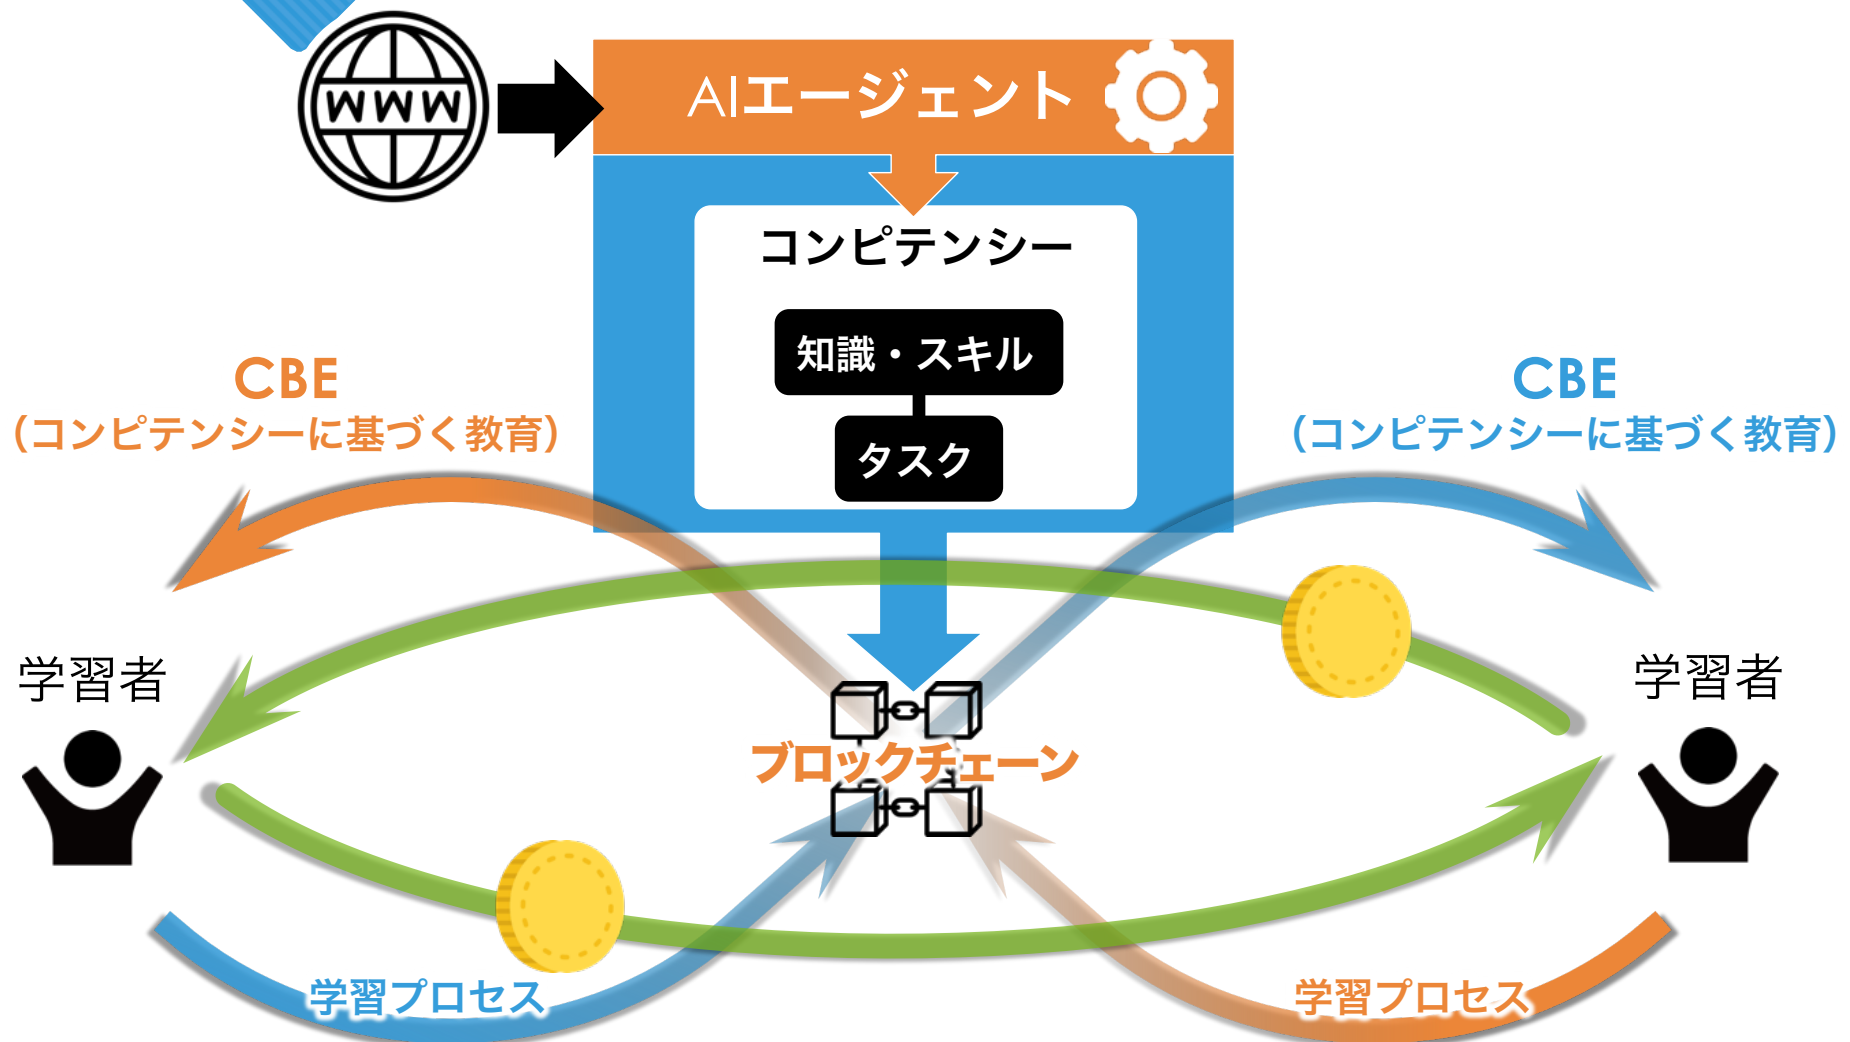 WWW
AIエージェント
コンピテンシー
知識・スキル
タスク
CBE
（コンピテンシーに基づく教育）
CBE
（コンピテンシーに基づく教育）
学習者
学習者
ブロックチェーン
学習プロセス
学習プロセス